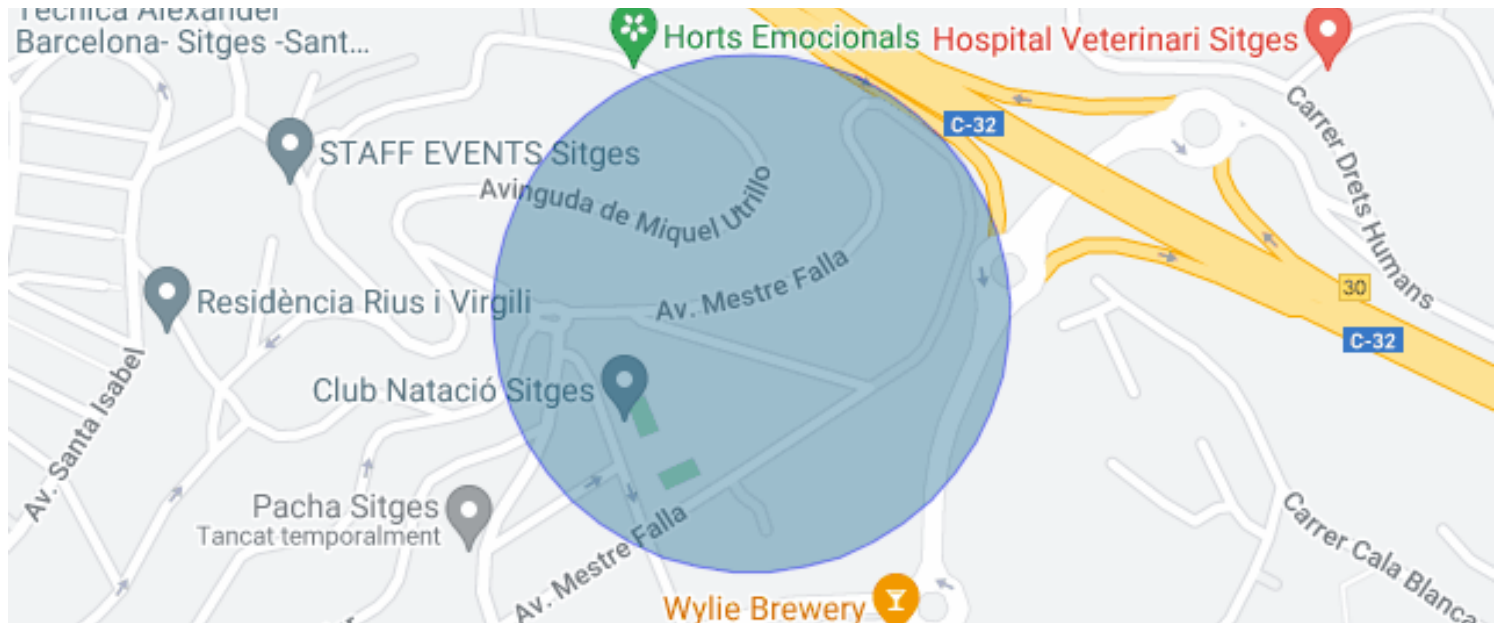 Tècnica Alexander
Barcelona- Sitges -Sant...
Horts Emocionals
Hospital Veterinari Sitges
C-32
STAFF EVENTS Sitges
Carrer Drets Humans
Avinguda de Miquel Utrillo
Av. Mestre Falla
30
Residència Rius i Virgili
C-32
Club Natació Sitges
Av. Santa Isabel
Pacha Sitges
Tancat temporalment
Av. Mestre Falla
Carrer Cala Blanca
Wylie Brewery